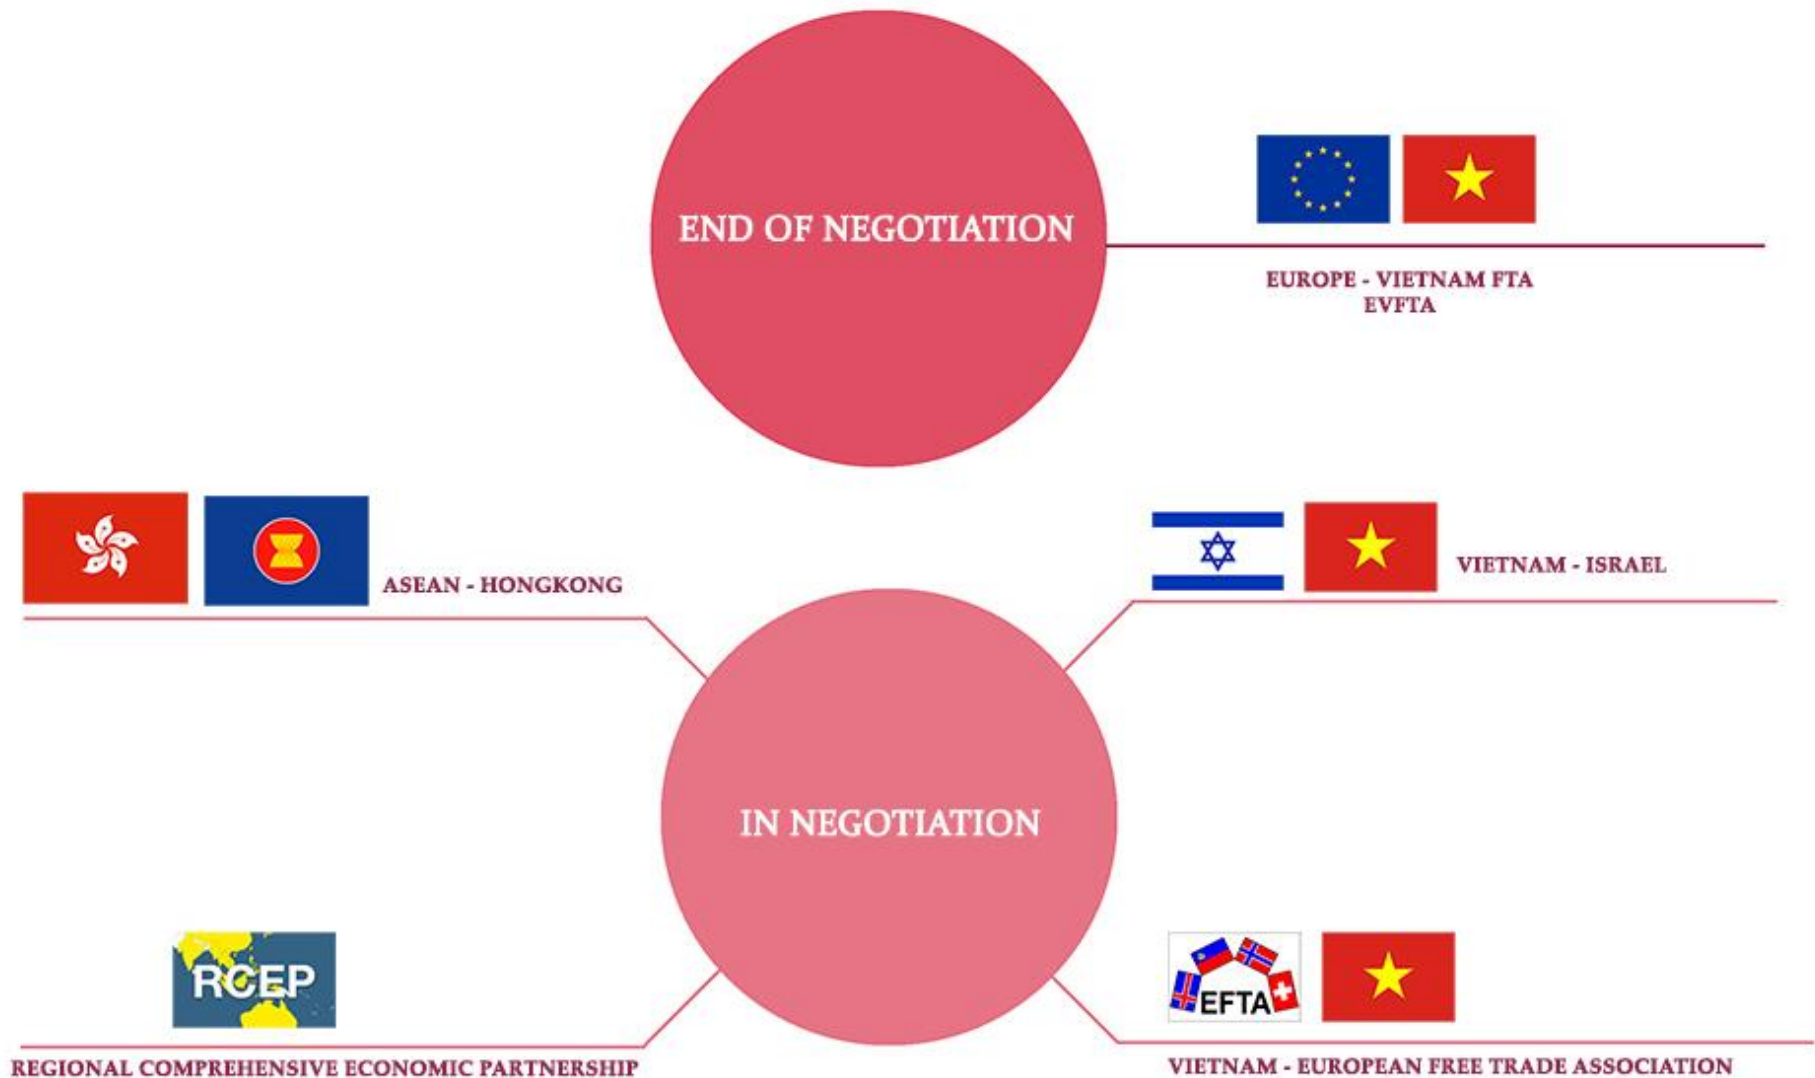 END OF NEGOTIATION
EUROPE - VIETNAM FTA
EVFTA
ASEAN - HONGKONG
VIETNAM - ISRAEL
IN NEGOTIATION
RCEP
REGIONAL COMPREHENSIVE ECONOMIC PARTNERSHIP
EFTA
VIETNAM - EUROPEAN FREE TRADE ASSOCIATION